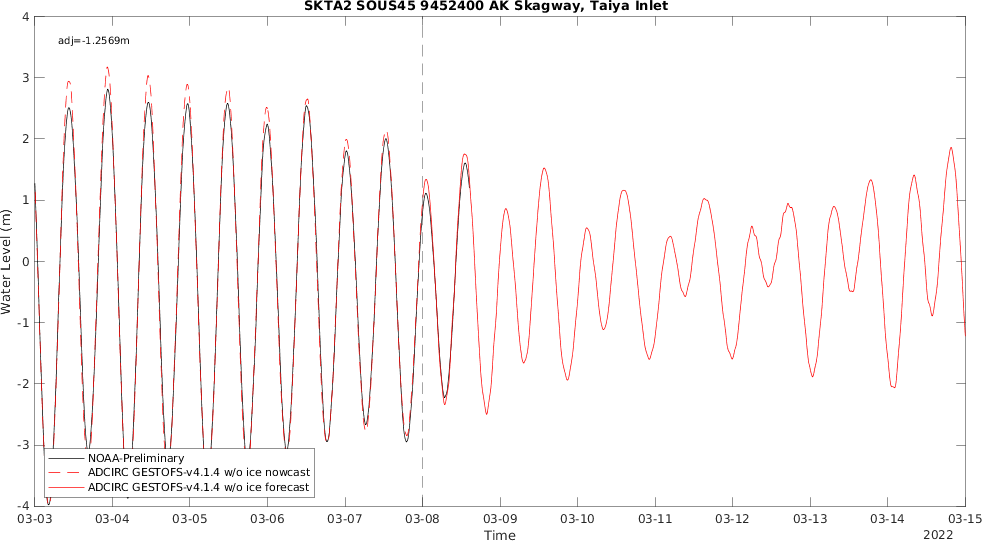 SKTA2 SOUS45 9452400 AK Skagway, Taiya Inlet
adj=-1.2569m
Water Level (m)
4
3
2
1
0
-1
-2
-3
-4
NOAA-Preliminary
ADCIRC GESTOFS-v4.1.4 w/o ice nowcast
ADCIRC GESTOFS-v4.1.4 w/o ice forecast
03-03 03-04 03-05 03-06 03-07 03-08 03-09 03-10 03-11 03-12 03-13 03-14 03-15
Time
2022